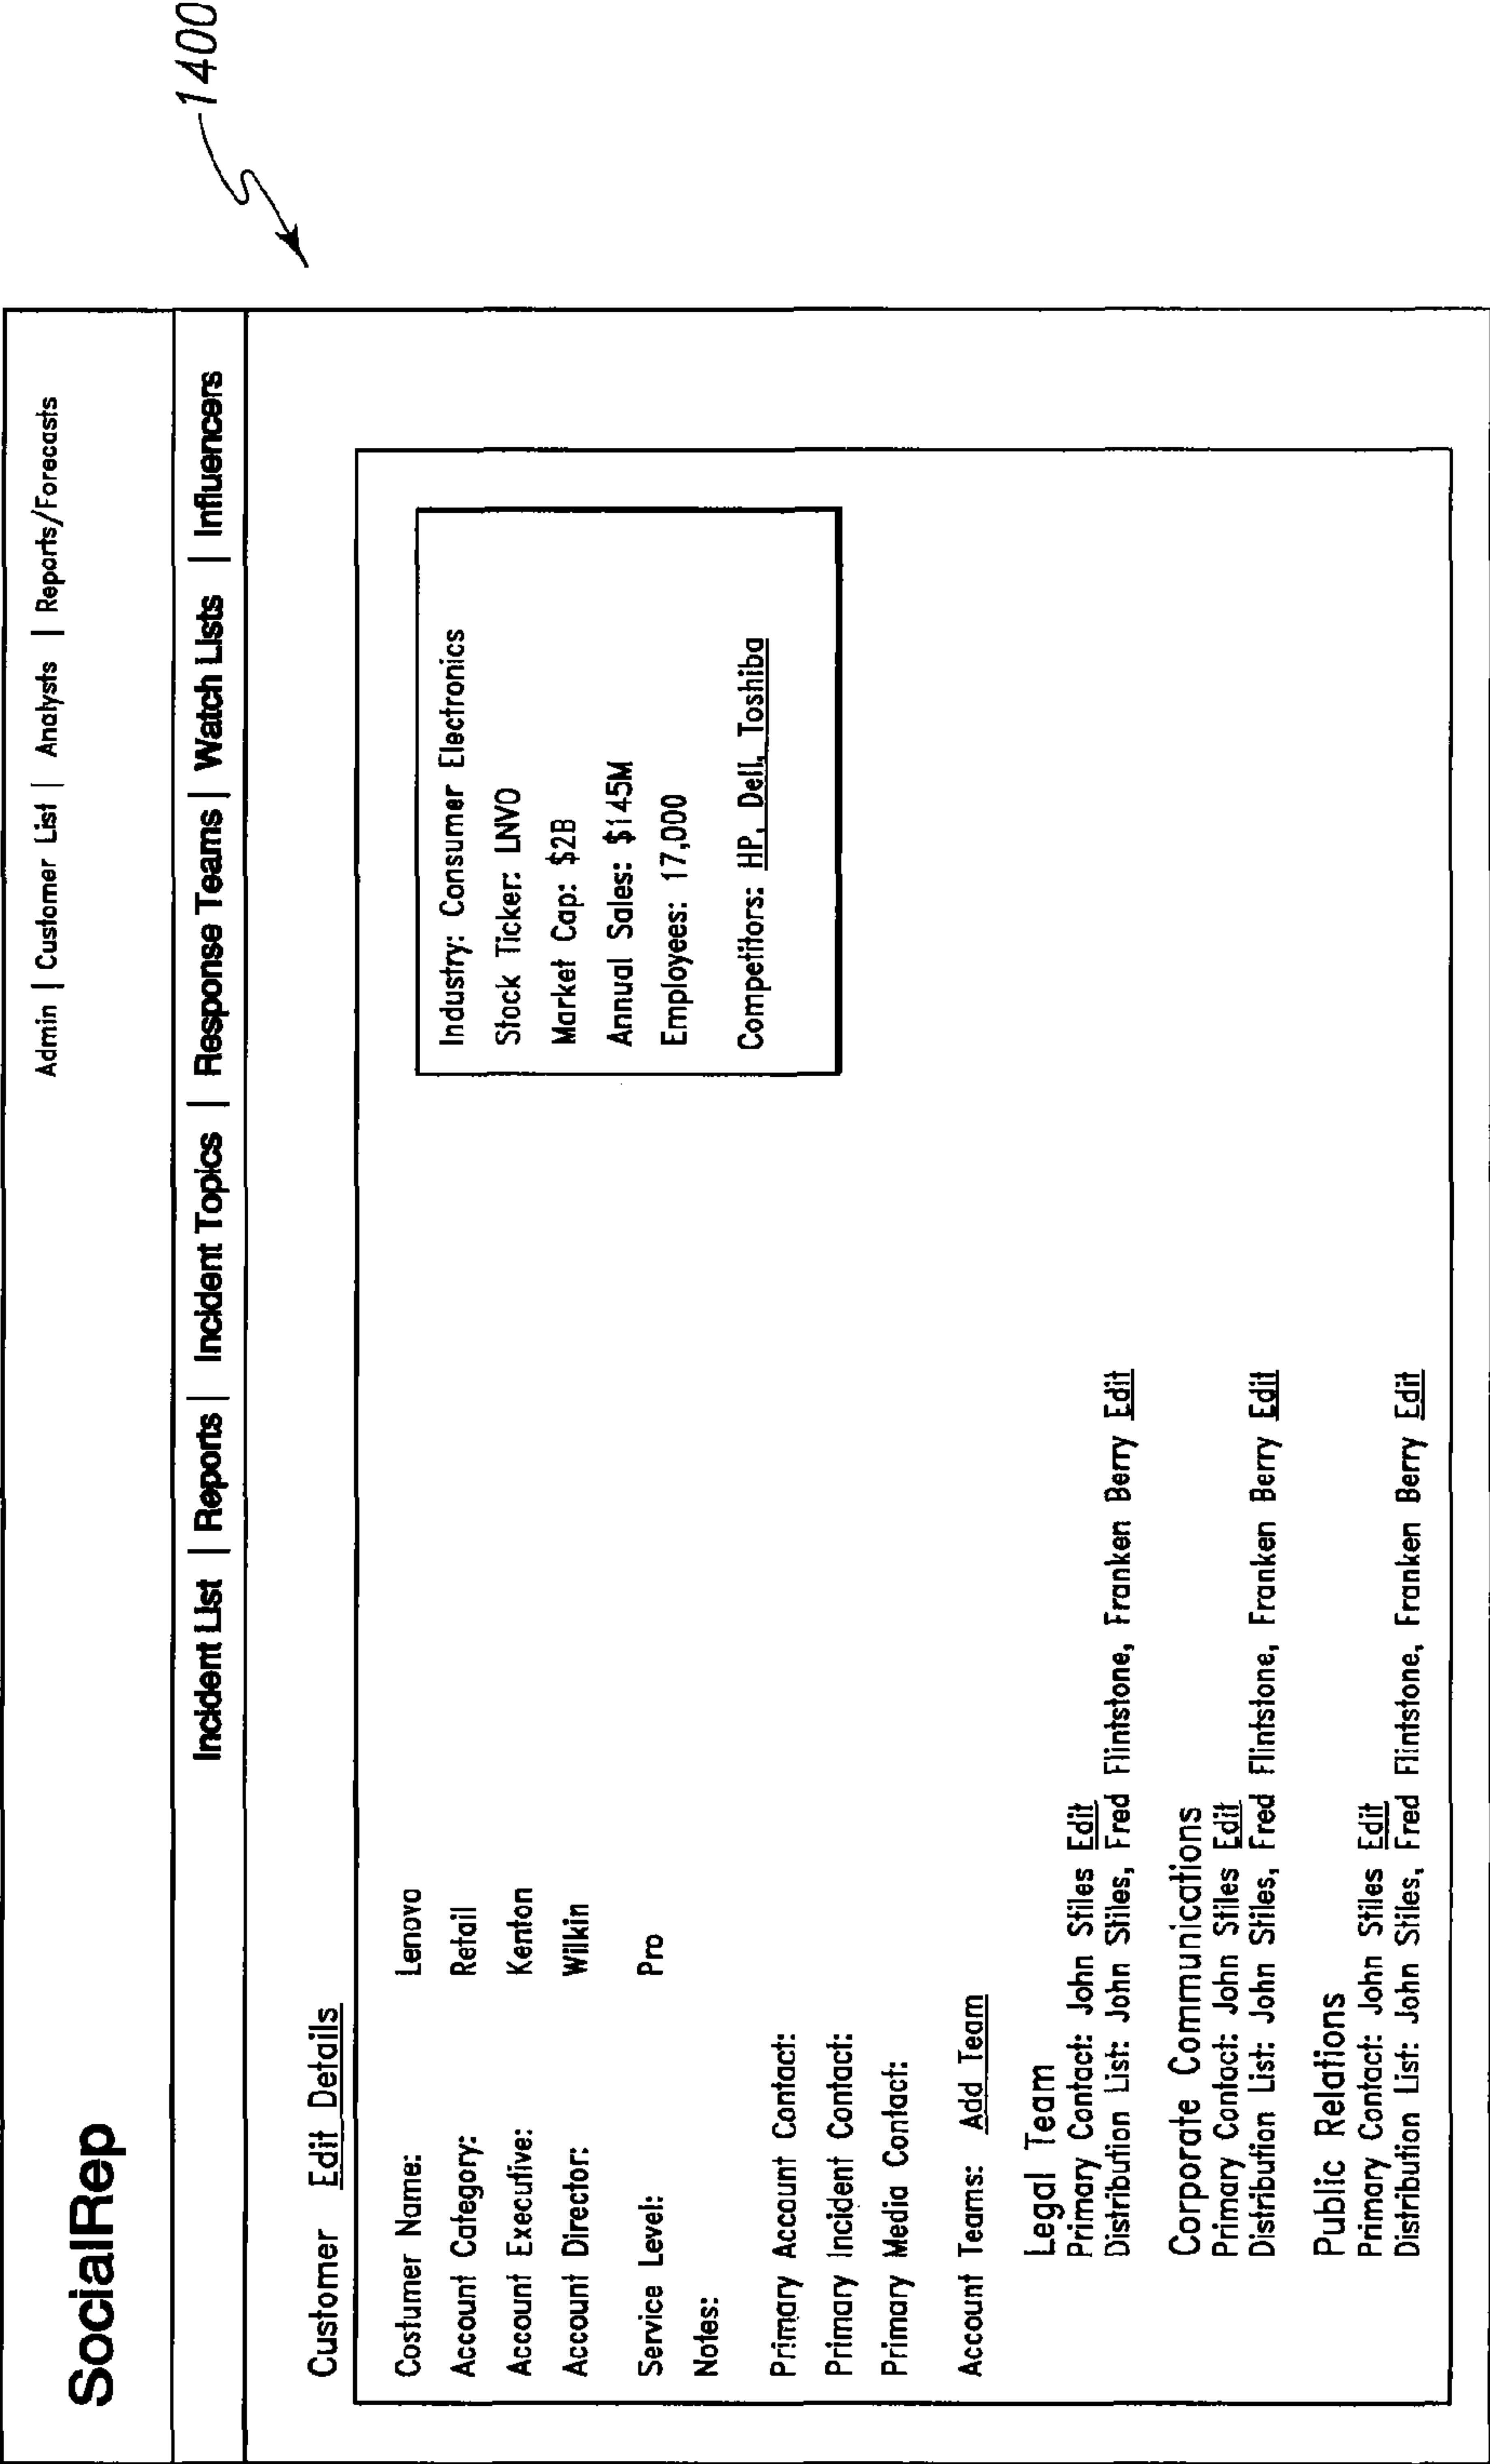 1400
Admin | Customer List | Analysts | Reports/Forecasts
SocialRep
Incident List | Reports | Incident Topics | Response Teams | Watch Lists | Influencers
Customer Edit Details
Costumer Name: Lenovo
Account Category: Retail
Account Executive: Kenton
Account Director: Wilkin
Service Level: Pro
Notes:
Industry: Consumer Electronics
Stock Ticker: LNVO
Market Cap: $2B
Annual Sales: $145M
Employees: 17,000
Competitors: HP, Dell, Toshiba
Primary Account Contact:
Primary Incident Contact:
Primary Media Contact:
Account Teams: Add Team
Legal Team
Primary Contact: John Stiles Edit
Distribution List: John Stiles, Fred Flintstone, Franken Berry Edit
Corporate Communications
Primary Contact: John Stiles Edit
Distribution List: John Stiles, Fred Flintstone, Franken Berry Edit
Public Relations
Primary Contact: John Stiles Edit
Distribution List: John Stiles, Fred Flintstone, Franken Berry Edit